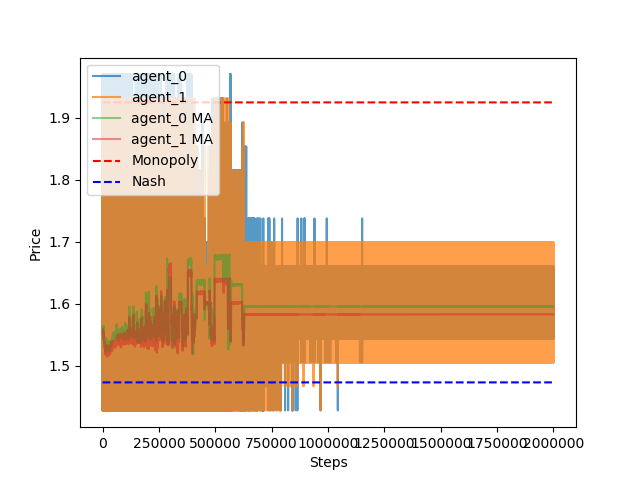 agent_0
agent_1
agent_0 MA
agent_1 MA
Monopoly
Nash
1.9
1.8
1.7
1.6
1.5
Price
0 250000 500000 750000 1000000 1250000 1500000 1750000 2000000
Steps